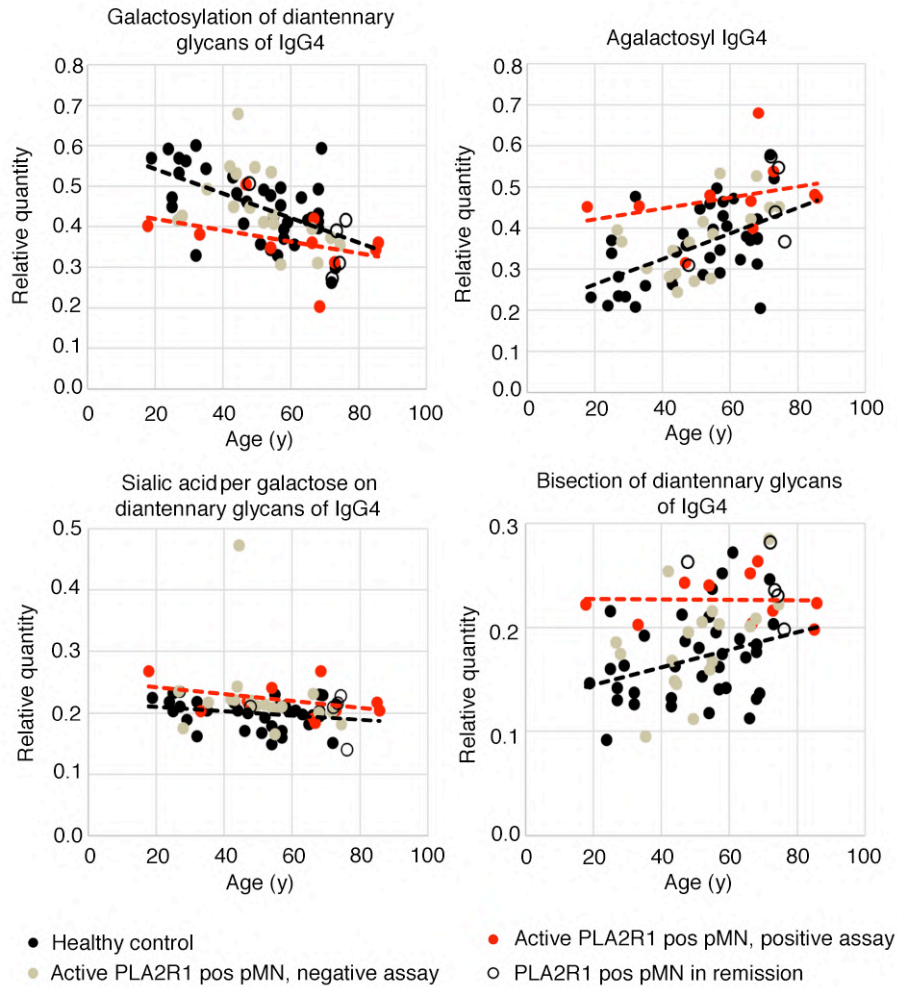 Galactosylation of diantennary
glycans of IgG4
0.8
0.7
0.6
0.5
0.4
0.3
0.2
0.1
0.0
Relative quantity
0 20 40 60 80 100
Age (y)
Agalactosyl IgG4
0.8
0.7
0.6
0.5
0.4
0.3
0.2
0.1
0.0
Relative quantity
0 20 40 60 80 100
Age (y)
Sialic acid per galactose on
diantennary glycans of IgG4
0.5
0.4
0.3
0.2
0.1
0.0
Relative quantity
0 20 40 60 80 100
Age (y)
Bisection of diantennary glycans
of IgG4
0.3
0.2
0.1
0.0
Relative quantity
0 20 40 60 80 100
Age (y)
Healthy control
Active PLA2R1 pos pMN, negative assay
Active PLA2R1 pos pMN, positive assay
PLA2R1 pos pMN in remission